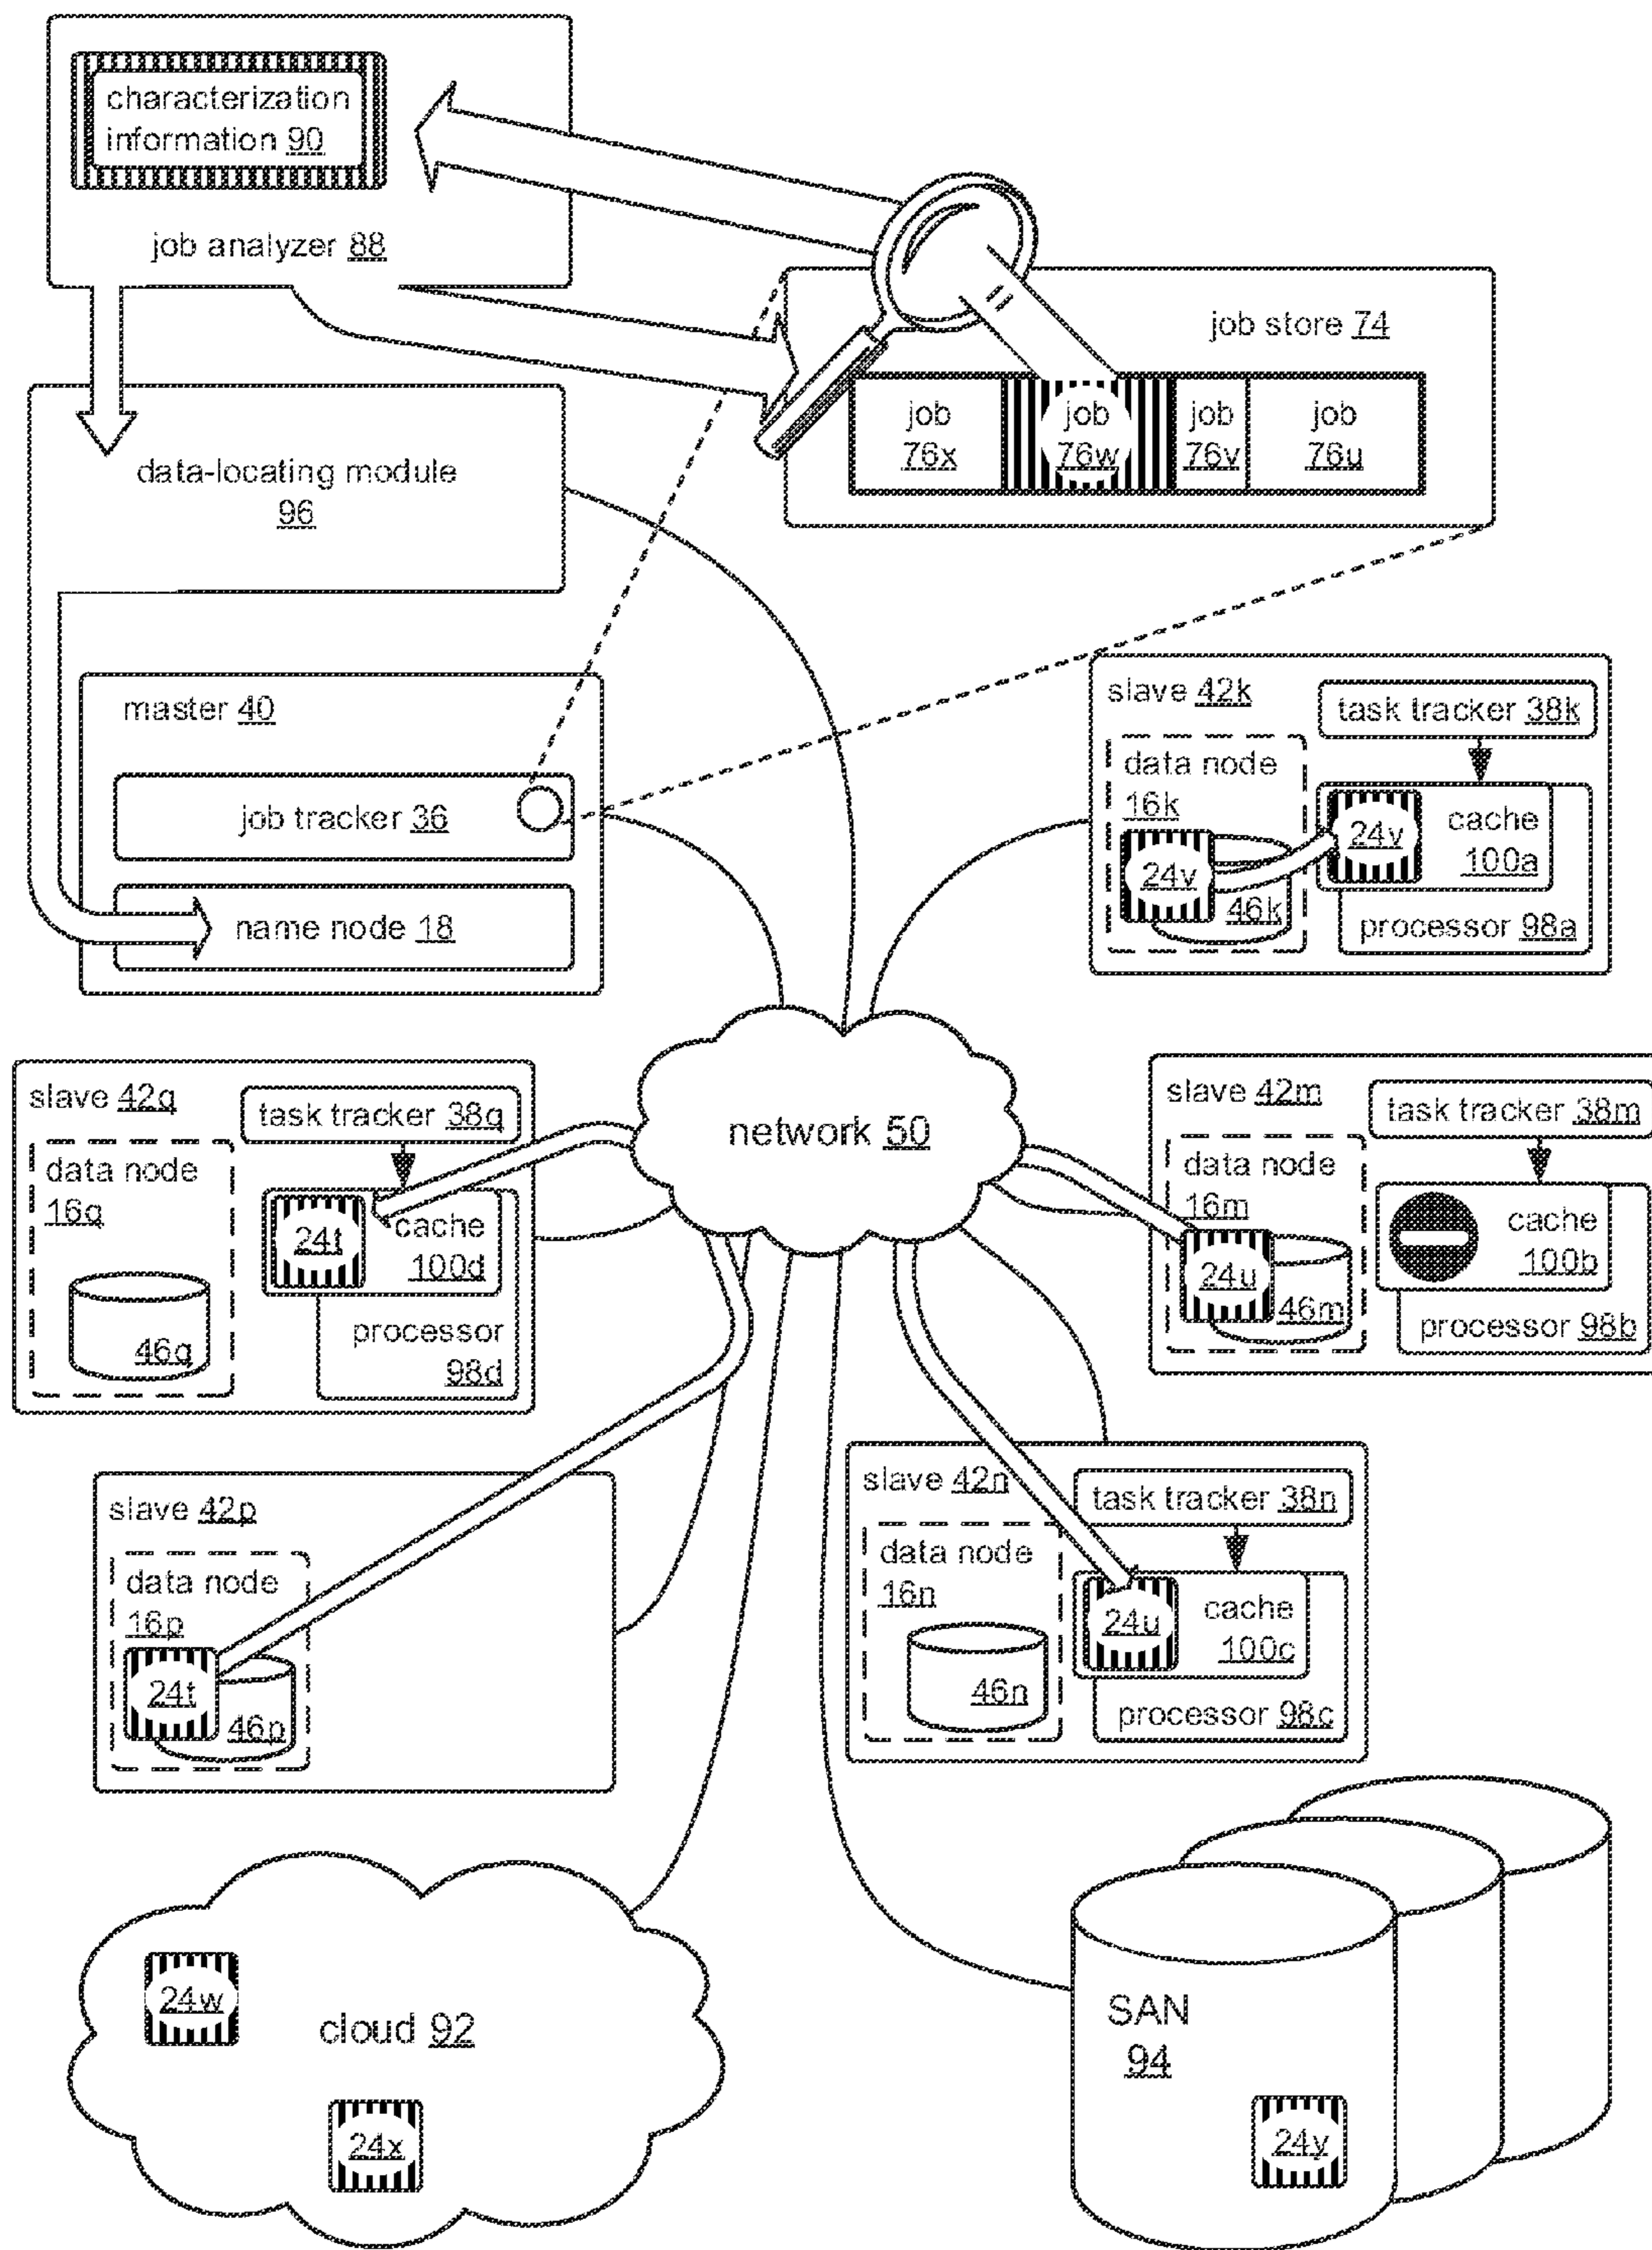 characterization
information 90
job analyzer 88
job store 74
job
76x
job
76w
job
76v
job
76u
data-locating module
96
master 40
job tracker 36
name node 18
slave 42k
task tracker 38k
data node
16k
24v
46k
24v
cache
100a
processor 98a
network 50
slave 42q
task tracker 38q
data node
16q
46q
24t
cache
100d
processor
98d
slave 42m
task tracker 38m
data node
16m
24u
46m
cache
100b
processor 98b
slave 42p
data node
16p
24t
46p
slave 42n
task tracker 38n
data node
16n
46n
24u
cache
100c
processor 98c
24w
cloud 92
24x
SAN
94
24y